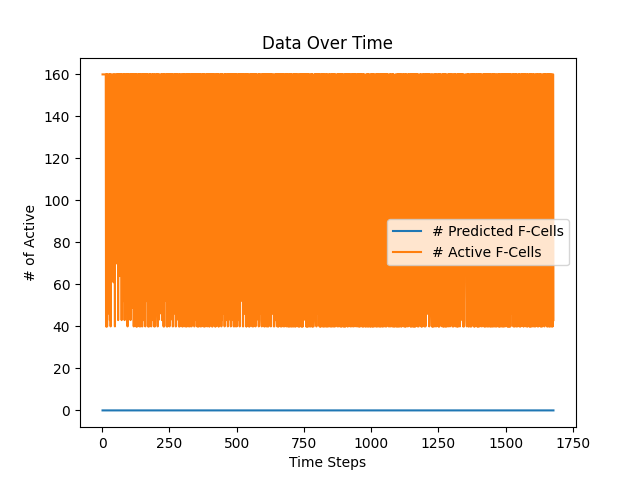 Data Over Time
# of Active
160
140
120
100
80
60
40
20
0
# Predicted F-Cells
# Active F-Cells
0 250 500 750 1000 1250 1500 1750
Time Steps